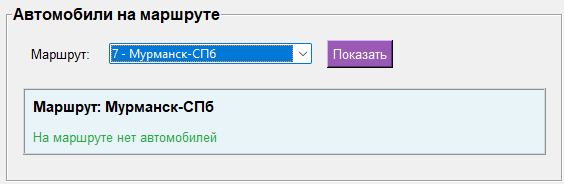 Автомобили на маршруте
Маршрут: 7 - Мурманск-СПб Показать
Маршрут: Мурманск-СПб
На маршруте нет автомобилей